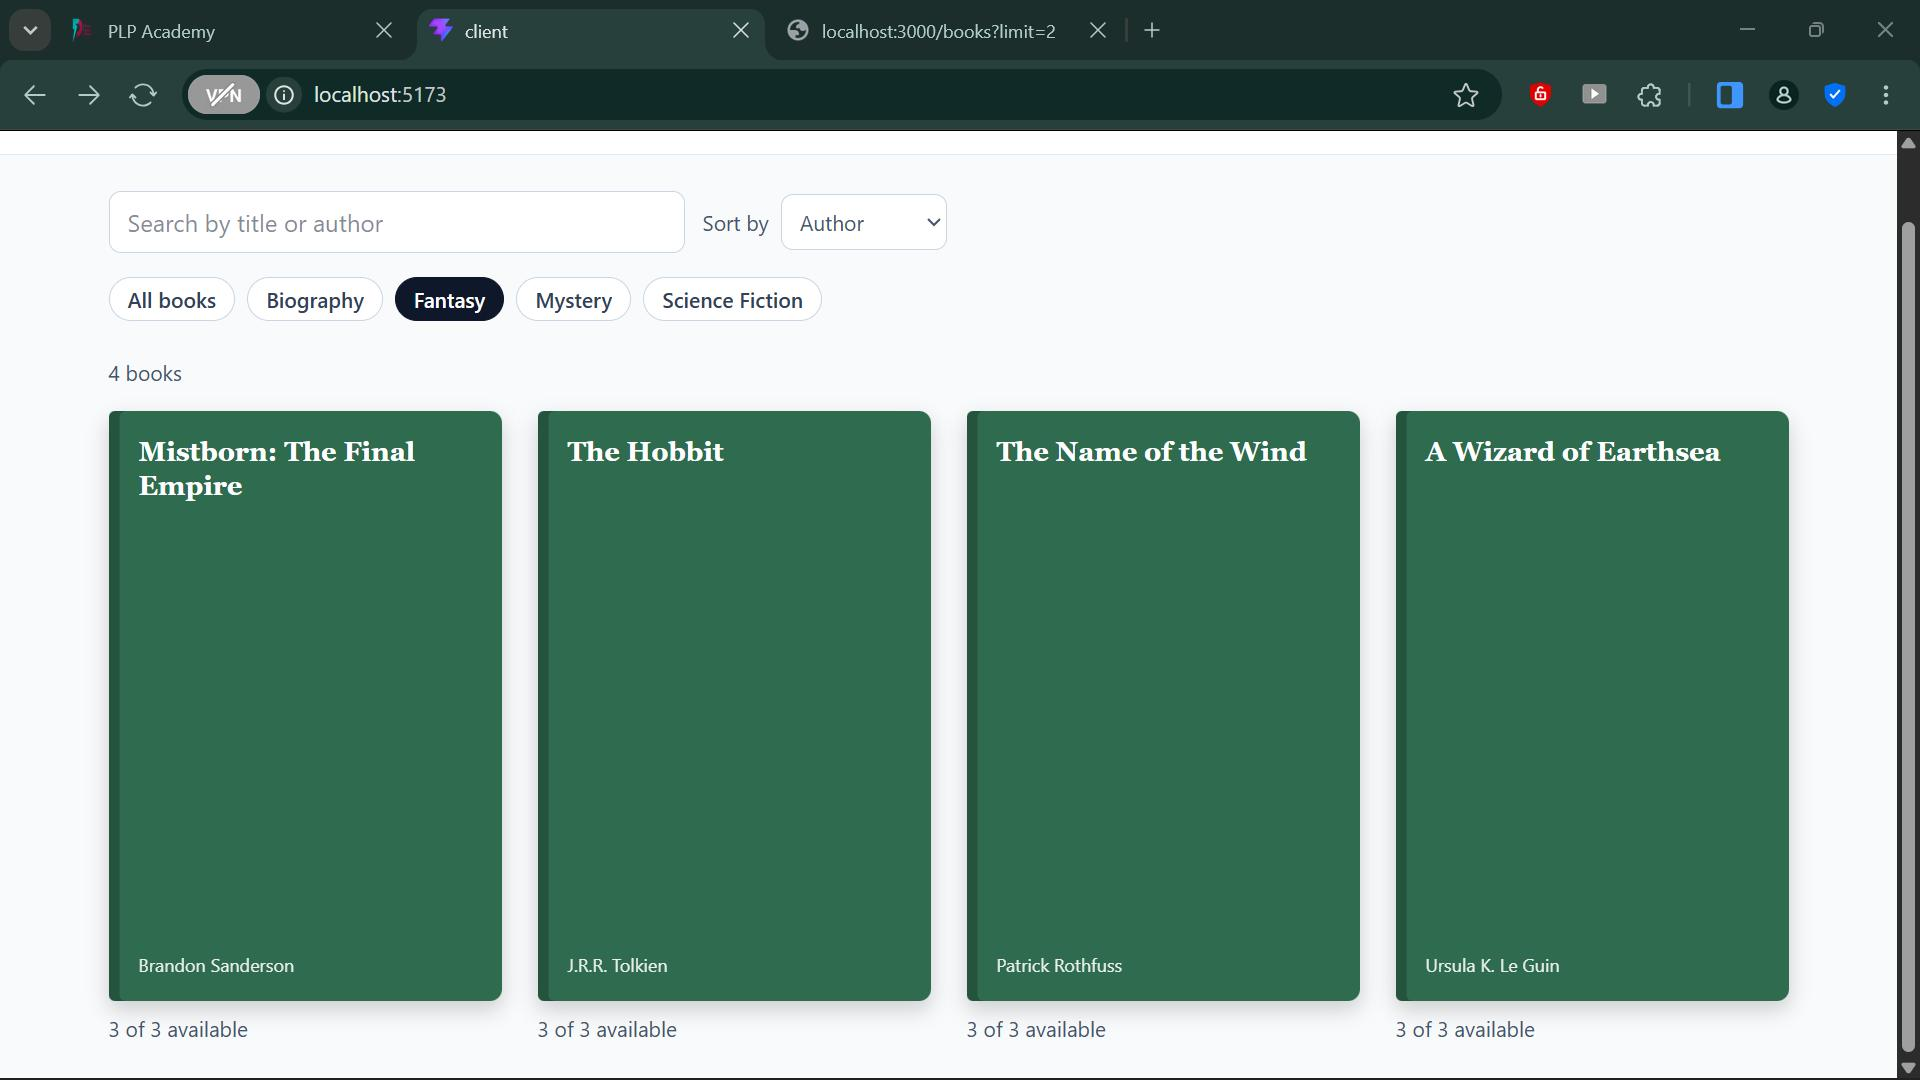 PLP Academy
client
localhost:3000/books?limit=2
VPN
localhost:5173
Search by title or author
Sort by
Author
All books
Biography
Fantasy
Mystery
Science Fiction
4 books
Mistborn: The Final
Empire
Brandon Sanderson
3 of 3 available
The Hobbit
J.R.R. Tolkien
3 of 3 available
The Name of the Wind
Patrick Rothfuss
3 of 3 available
A Wizard of Earthsea
Ursula K. Le Guin
3 of 3 available